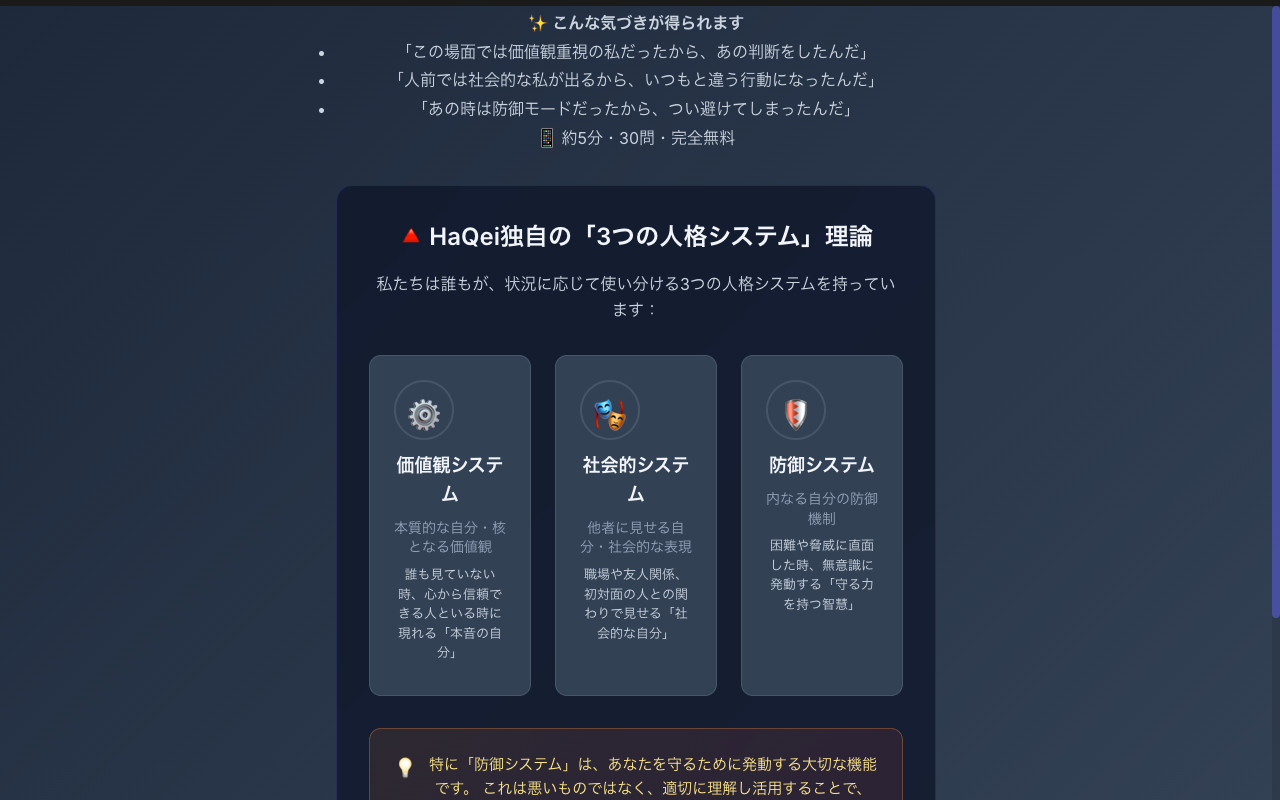 ✨ こんな気づきが得られます
• 「この場面では価値観重視の私だったから、あの判断をしたんだ」
• 「人前では社会的な私が出るから、いつもと違う行動になったんだ」
• 「あの時は防御モードだったから、つい避けてしまったんだ」
📱 約5分・30問・完全無料
🔺 HaQei独自の「3つの人格システム」理論
私たちは誰もが、状況に応じて使い分ける3つの人格システムを持ってい
ます：
価値観システ
ム
本質的な自分・核
となる価値観
誰も見ていない
時、心から信頼で
きる人といる時に
現れる「本音の自
分」
社会的システ
ム
他者に見せる自
分・社会的な表現
職場や友人関係、
初対面の人との関
わりで見せる「社
会的な自分」
防御システム
内なる自分の防御
機制
困難や脅威に直面
した時、無意識に
発動する「守る力
を持つ智慧」
💡 特に「防御システム」は、あなたを守るために発動する大切な機能
です。 これは悪いものではなく、適切に理解し活用することで、